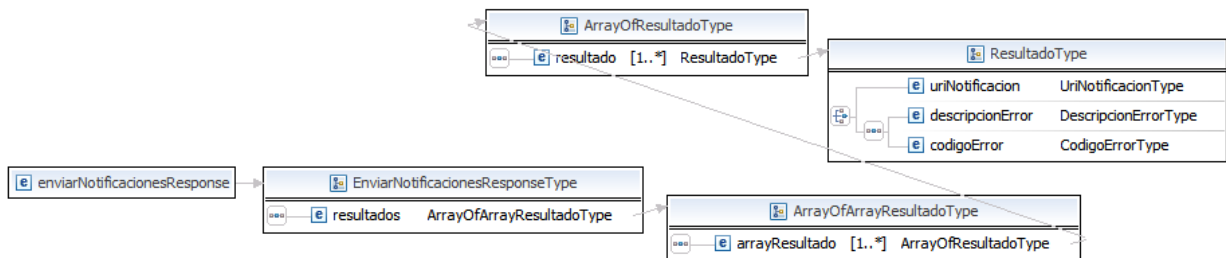 ArrayOfResultadoType
resultado [1..*] ResultadoType
ResultadoType
uriNotificacion UriNotificacionType
descripcionError DescripcionErrorType
codigoError CodigoErrorType
enviarNotificacionesResponse
EnviarNotificacionesResponseType
resultados ArrayOfArrayResultadoType
ArrayOfArrayResultadoType
arrayResultado [1..*] ArrayOfResultadoType